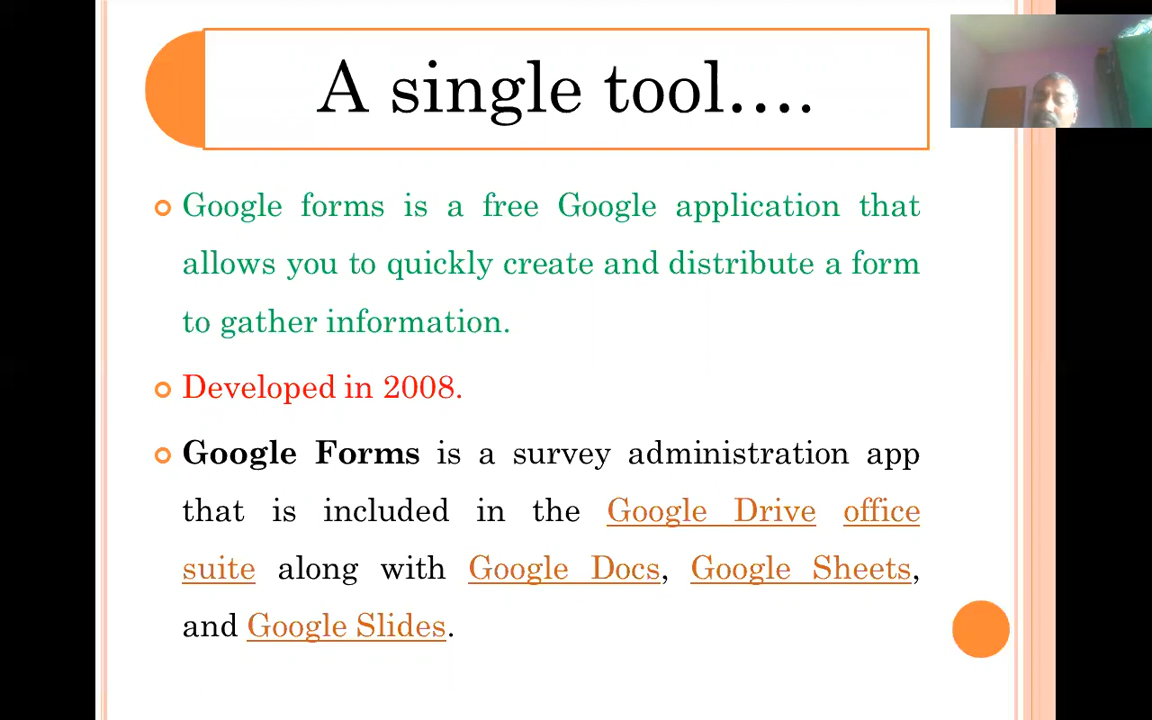 A single tool….
Google forms is a free Google application that
allows you to quickly create and distribute a form
to gather information.
Developed in 2008.
Google Forms is a survey administration app
that is included in the Google Drive office
suite along with Google Docs, Google Sheets,
and Google Slides.